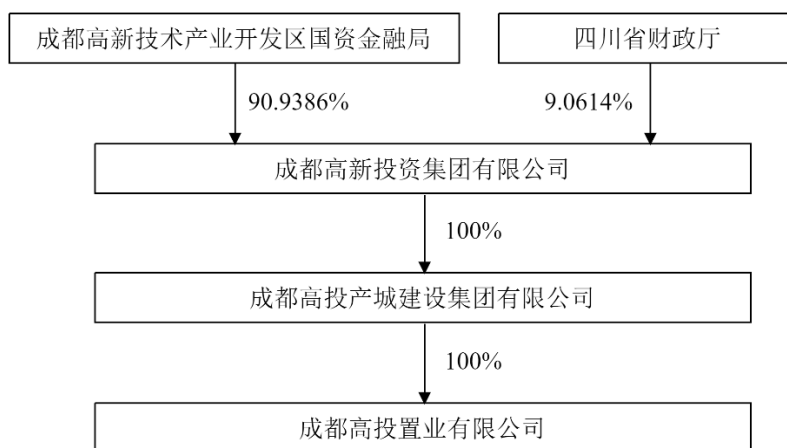 成都高新技术产业开发区国资金融局
四川省财政厅
90.9386%
9.0614%
成都高新投资集团有限公司
100%
成都高投产城建设集团有限公司
100%
成都高投置业有限公司